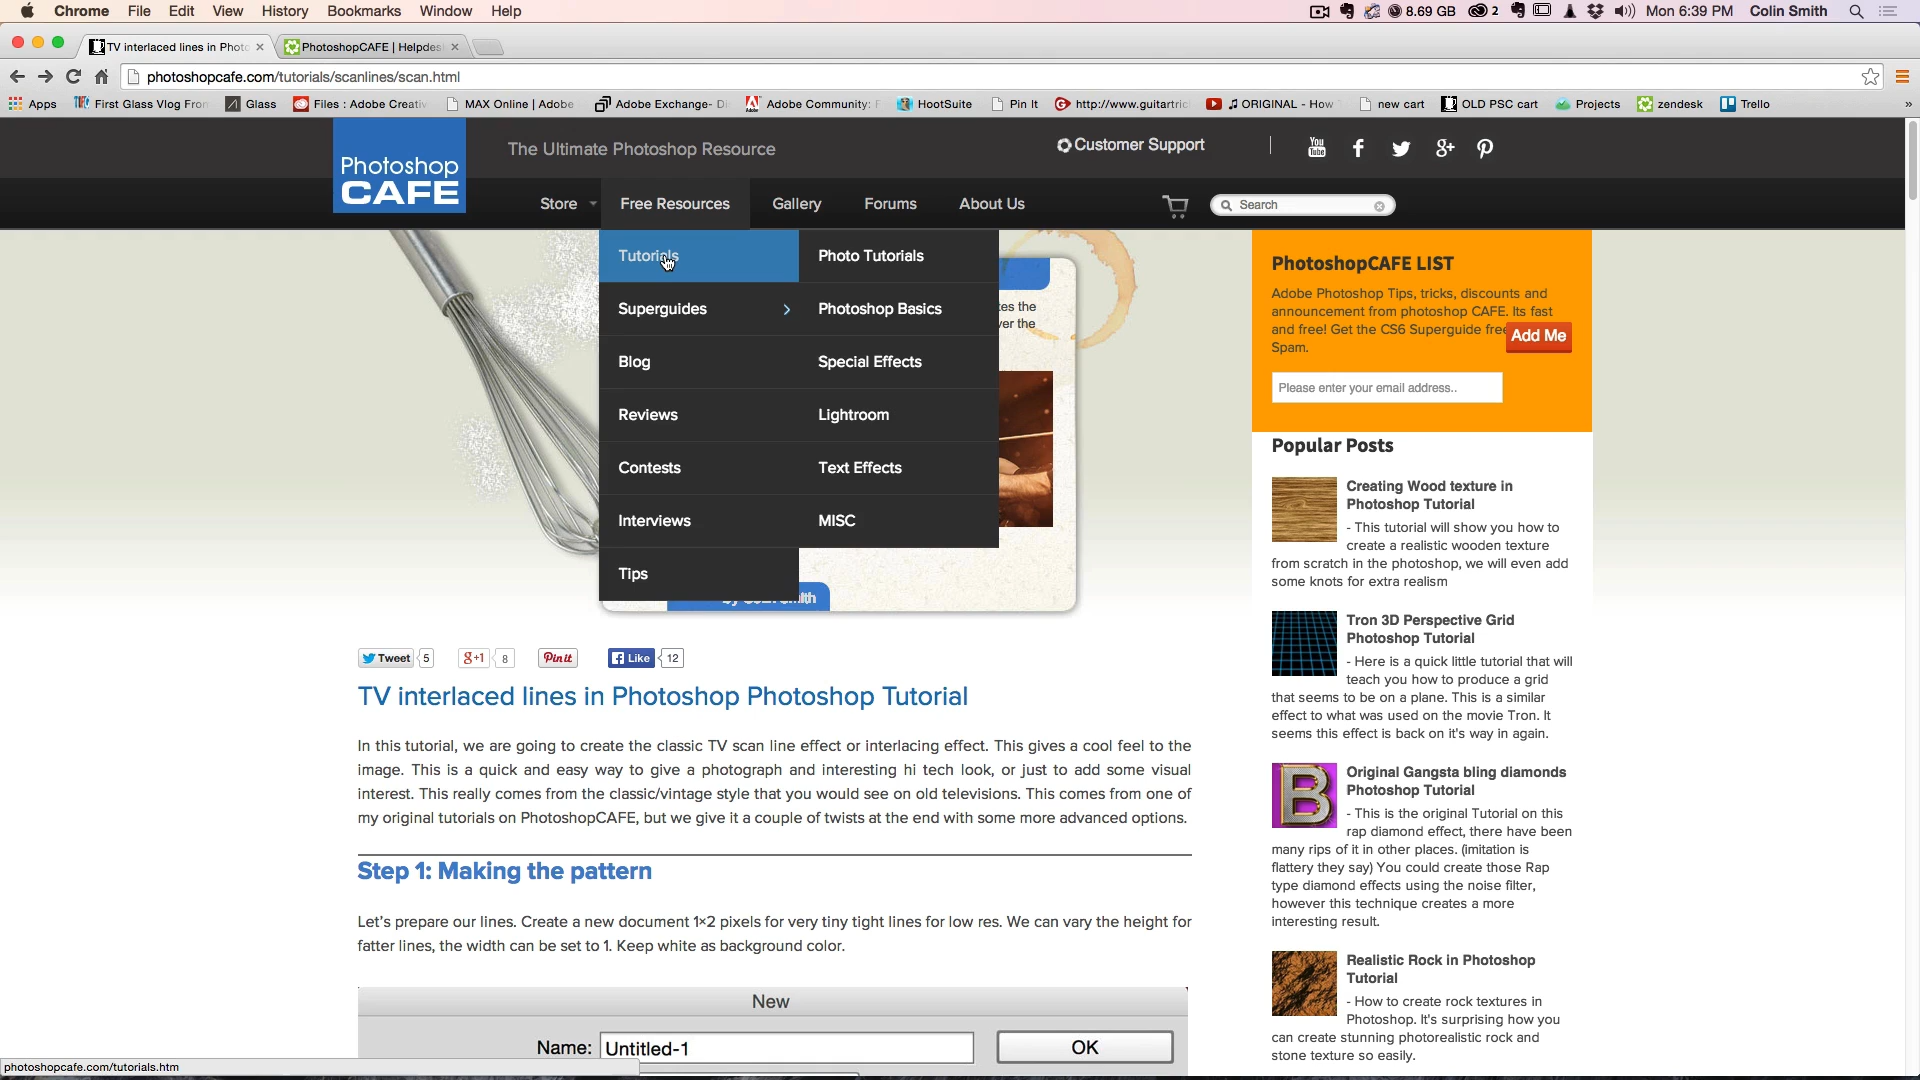 Chrome File Edit View History Bookmarks Window Help 8.69 GB 2 Mon 6:39 PM Colin Smith
TV interlaced lines in Phot PhotoshopCAFE | Helpdes
photoshopcafe.com/tutorials/scanlines/scan.html
Apps First Glass Vlog From Glass Files : Adobe Creativ MAX Online | Adobe Adobe Exchange- Di Adobe Community: HootSuite Pin It http://www.guitartric ORIGINAL - How new cart OLD PSC cart Projects zendesk Trello »
Photoshop
CAFE
The Ultimate Photoshop Resource
Customer Support
You
Tube
Store Free Resources Gallery Forums About Us Search
Tutorials
Superguides
Blog
Reviews
Contests
Interviews
Tips
Photo Tutorials
Photoshop Basics
Special Effects
Lightroom
Text Effects
MISC
tes the
ver the
PhotoshopCAFE LIST
Adobe Photoshop Tips, tricks, discounts and
announcement from photoshop CAFE. Its fast
and free! Get the CS6 Superguide free
Spam.
Add Me
Please enter your email address..
Popular Posts
Creating Wood texture in
Photoshop Tutorial
- This tutorial will show you how to
create a realistic wooden texture
from scratch in the photoshop, we will even add
some knots for extra realism
Tron 3D Perspective Grid
Photoshop Tutorial
- Here is a quick little tutorial that will
teach you how to produce a grid
that seems to be on a plane. This is a similar
effect to what was used on the movie Tron. It
seems this effect is back on it's way in again.
Original Gangsta bling diamonds
Photoshop Tutorial
- This is the original Tutorial on this
rap diamond effect, there have been
many rips of it in other places. (imitation is
flattery they say) You could create those Rap
type diamond effects using the noise filter,
however this technique creates a more
interesting result.
Realistic Rock in Photoshop
Tutorial
- How to create rock textures in
Photoshop. It's surprising how you
can create stunning photorealistic rock and
stone texture so easily.
Tweet 5 g+1 8 Pinit Like 12
TV interlaced lines in Photoshop Photoshop Tutorial
In this tutorial, we are going to create the classic TV scan line effect or interlacing effect. This gives a cool feel to the
image. This is a quick and easy way to give a photograph and interesting hi tech look, or just to add some visual
interest. This really comes from the classic/vintage style that you would see on old televisions. This comes from one of
my original tutorials on PhotoshopCAFE, but we give it a couple of twists at the end with some more advanced options.
Step 1: Making the pattern
Let's prepare our lines. Create a new document 1×2 pixels for very tiny tight lines for low res. We can vary the height for
fatter lines, the width can be set to 1. Keep white as background color.
New
Name: Untitled-1 OK
photoshopcafe.com/tutorials.htm